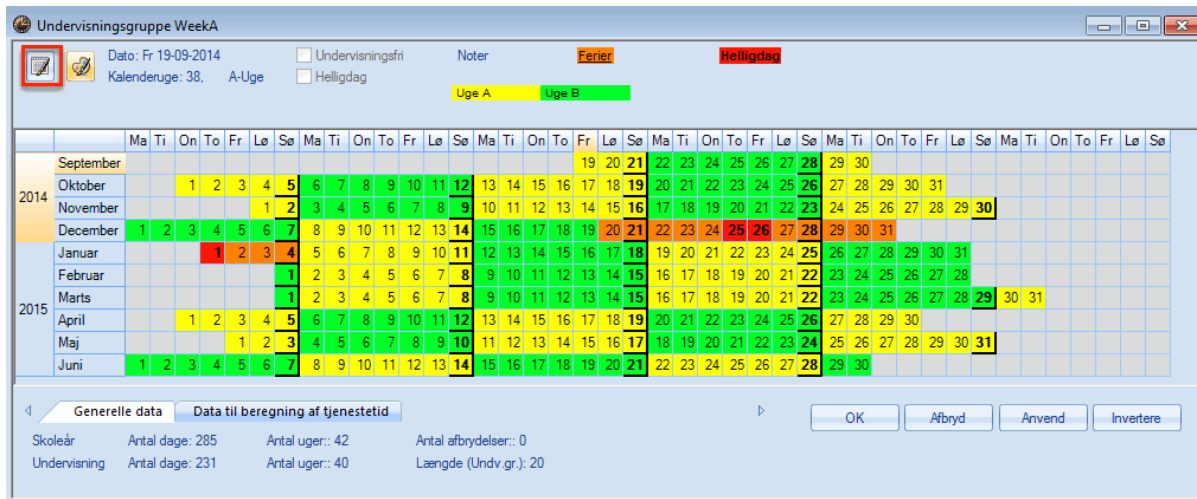 Undervisningsgruppe WeekA
Dato: Fr 19-09-2014 Undervisningsfri Noter Ferier Helligdag
Kalenderuge: 38, A-Uge Helligdag
Uge A Uge B
Ma Ti On To Fr Lø Sø Ma Ti On To Fr Lø Sø Ma Ti On To Fr Lø Sø Ma Ti On To Fr Lø Sø Ma Ti On To Fr Lø Sø Ma Ti On To Fr Lø Sø
September 19 20 21 22 23 24 25 26 27 28 29 30
2014 Oktober 1 2 3 4 5 6 7 8 9 10 11 12 13 14 15 16 17 18 19 20 21 22 23 24 25 26 27 28 29 30 31
November 1 2 3 4 5 6 7 8 9 10 11 12 13 14 15 16 17 18 19 20 21 22 23 24 25 26 27 28 29 30
December 1 2 3 4 5 6 7 8 9 10 11 12 13 14 15 16 17 18 19 20 21 22 23 24 25 26 27 28 29 30 31
Januar 1 2 3 4 5 6 7 8 9 10 11 12 13 14 15 16 17 18 19 20 21 22 23 24 25 26 27 28 29 30 31
Februar 1 2 3 4 5 6 7 8 9 10 11 12 13 14 15 16 17 18 19 20 21 22 23 24 25 26 27 28
2015 Marts 1 2 3 4 5 6 7 8 9 10 11 12 13 14 15 16 17 18 19 20 21 22 23 24 25 26 27 28 29 30 31
April 1 2 3 4 5 6 7 8 9 10 11 12 13 14 15 16 17 18 19 20 21 22 23 24 25 26 27 28 29 30
Maj 1 2 3 4 5 6 7 8 9 10 11 12 13 14 15 16 17 18 19 20 21 22 23 24 25 26 27 28 29 30 31
Juni 1 2 3 4 5 6 7 8 9 10 11 12 13 14 15 16 17 18 19 20 21 22 23 24 25 26 27 28 29 30
Generelle data Data til beregning af tjenestetid OK Afbryd Anvend Invertere
Skoleår Antal dage: 285 Antal uger:: 42 Antal afbrydelser:: 0
Undervisning Antal dage: 231 Antal uger:: 40 Længde (Undv.gr.): 20